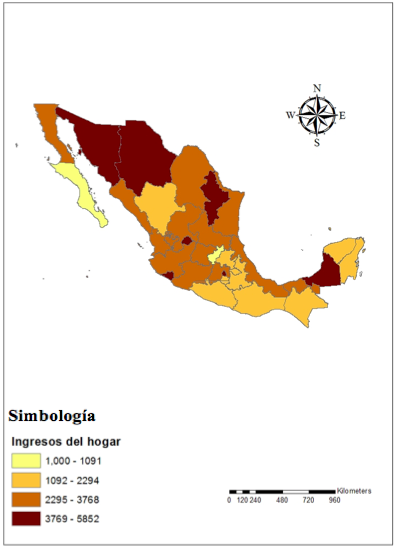 N
W E
S
Simbología
Ingresos del hogar
1,000 - 1091
1092 - 2294
2295 - 3768
3769 - 5852
Kilometers
0 120 240 480 720 960